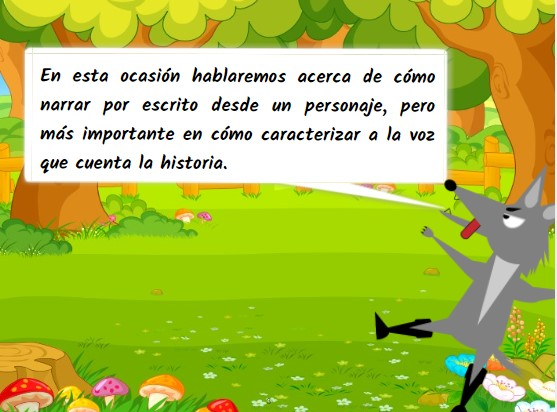 En esta ocasión hablaremos acerca de cómo
narrar por escrito desde un personaje, pero
más importante en cómo caracterizar a la voz
que cuenta la historia.